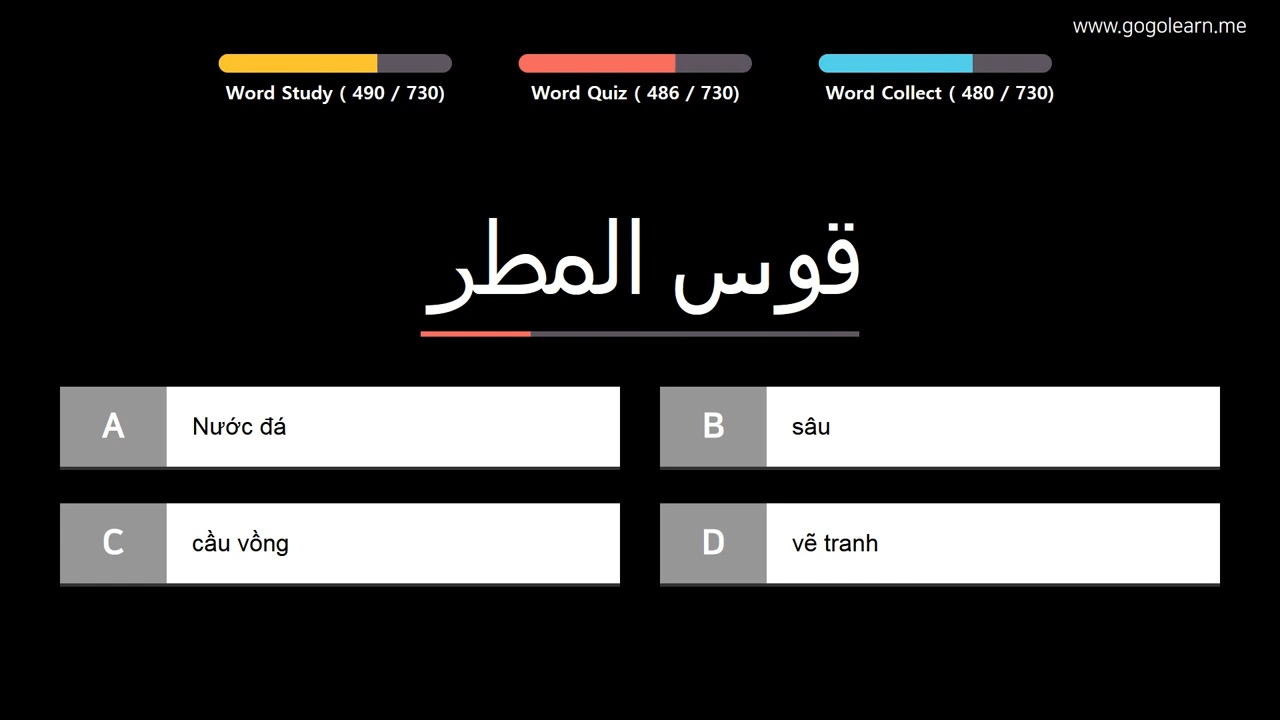 www.gogolearn.me
Word Study ( 490 / 730)
Word Quiz ( 486 / 730)
Word Collect ( 480 / 730)
قوس المطر
A
Nước đá
B
sâu
C
cầu vồng
D
vẽ tranh